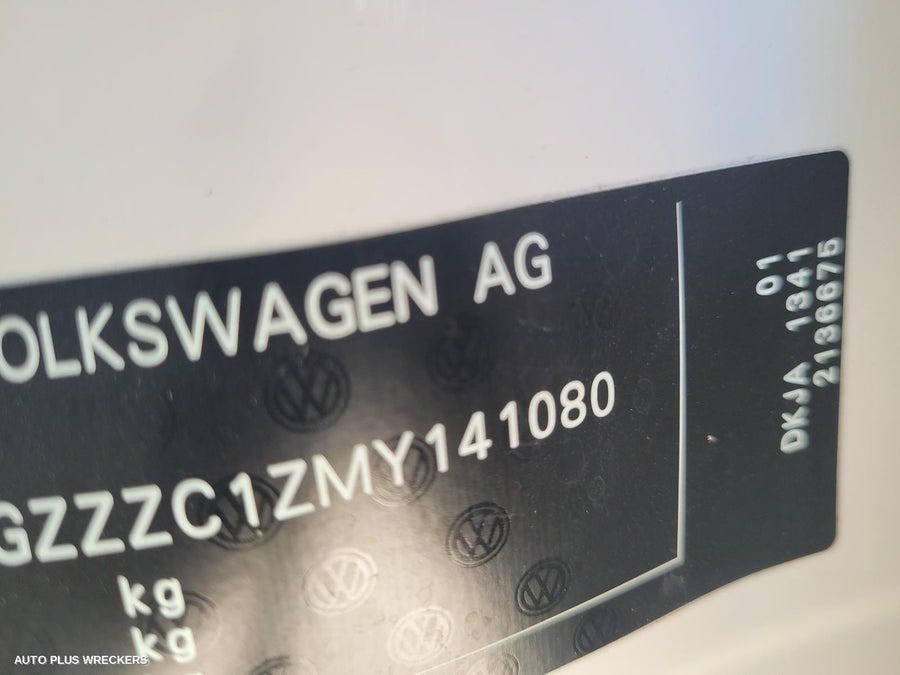 OLKSWAGEN AG
GZZZC1ZMY141080
kg
kg
01
DKJA 1341
2136675
AUTO PLUS WRECKERS